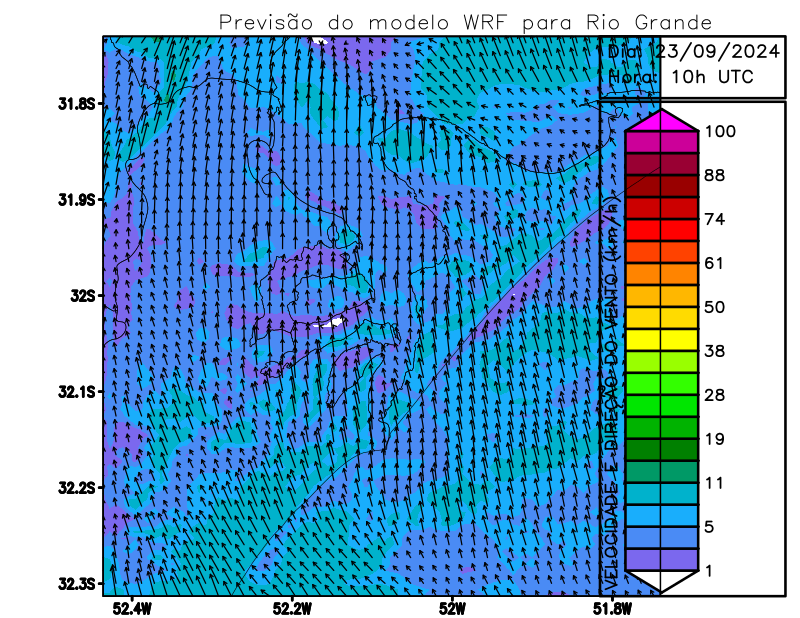 Previsão do modelo WRF para Rio Grande
Dia: 23/09/2024
Hora: 10h UTC
31.8S
31.9S
32S
32.1S
32.2S
32.3S
52.4W
52.2W
52W
51.8W
VELOCIDADE E DIREÇÃO DO VENTO (km/h)
100
88
74
61
50
38
28
19
11
5
1